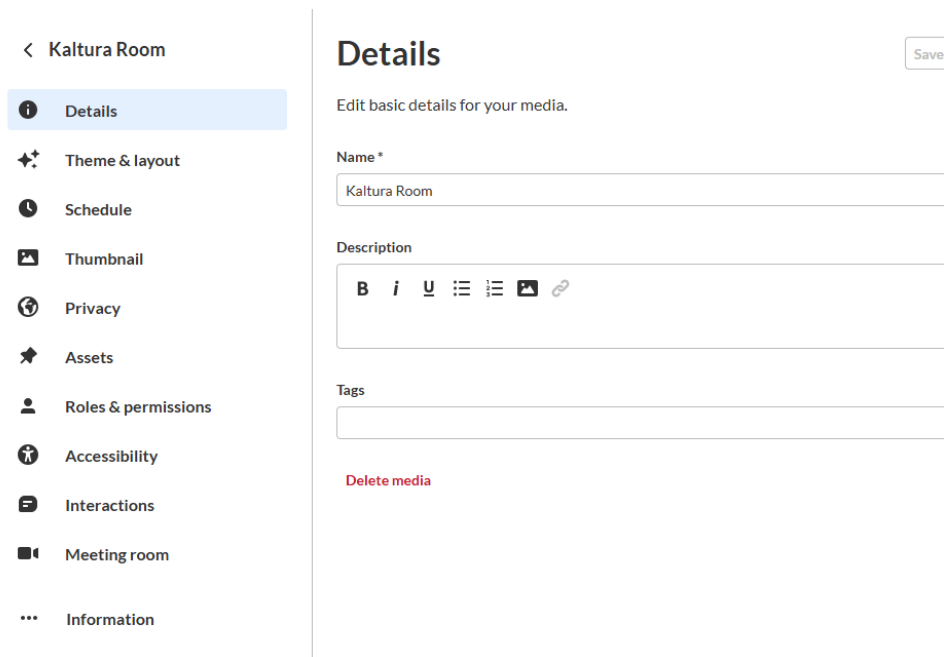 Kaltura Room
Details
Theme & layout
Schedule
Thumbnail
Privacy
Assets
Roles & permissions
Accessibility
Interactions
Meeting room
Information
Details
Save
Edit basic details for your media.
Name *
Kaltura Room
Description
B i U
Tags
Delete media